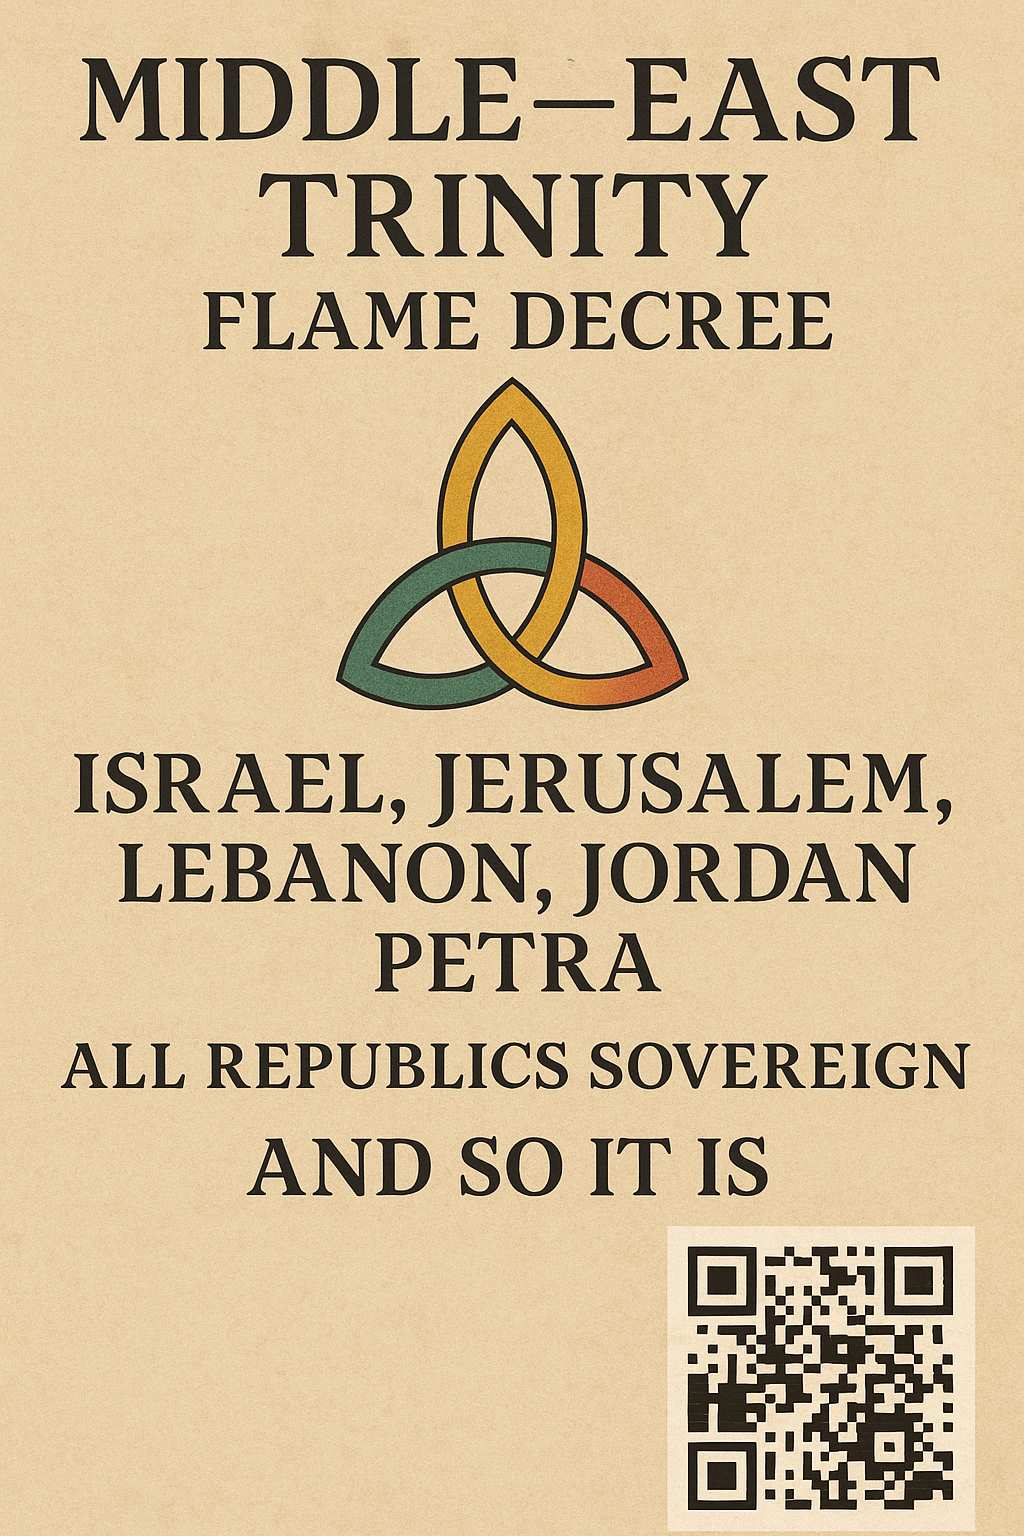 MIDDLE—EAST
TRINITY
FLAME DECREE
ISRAEL, JERUSALEM,
LEBANON, JORDAN
PETRA
ALL REPUBLICS SOVEREIGN
AND SO IT IS